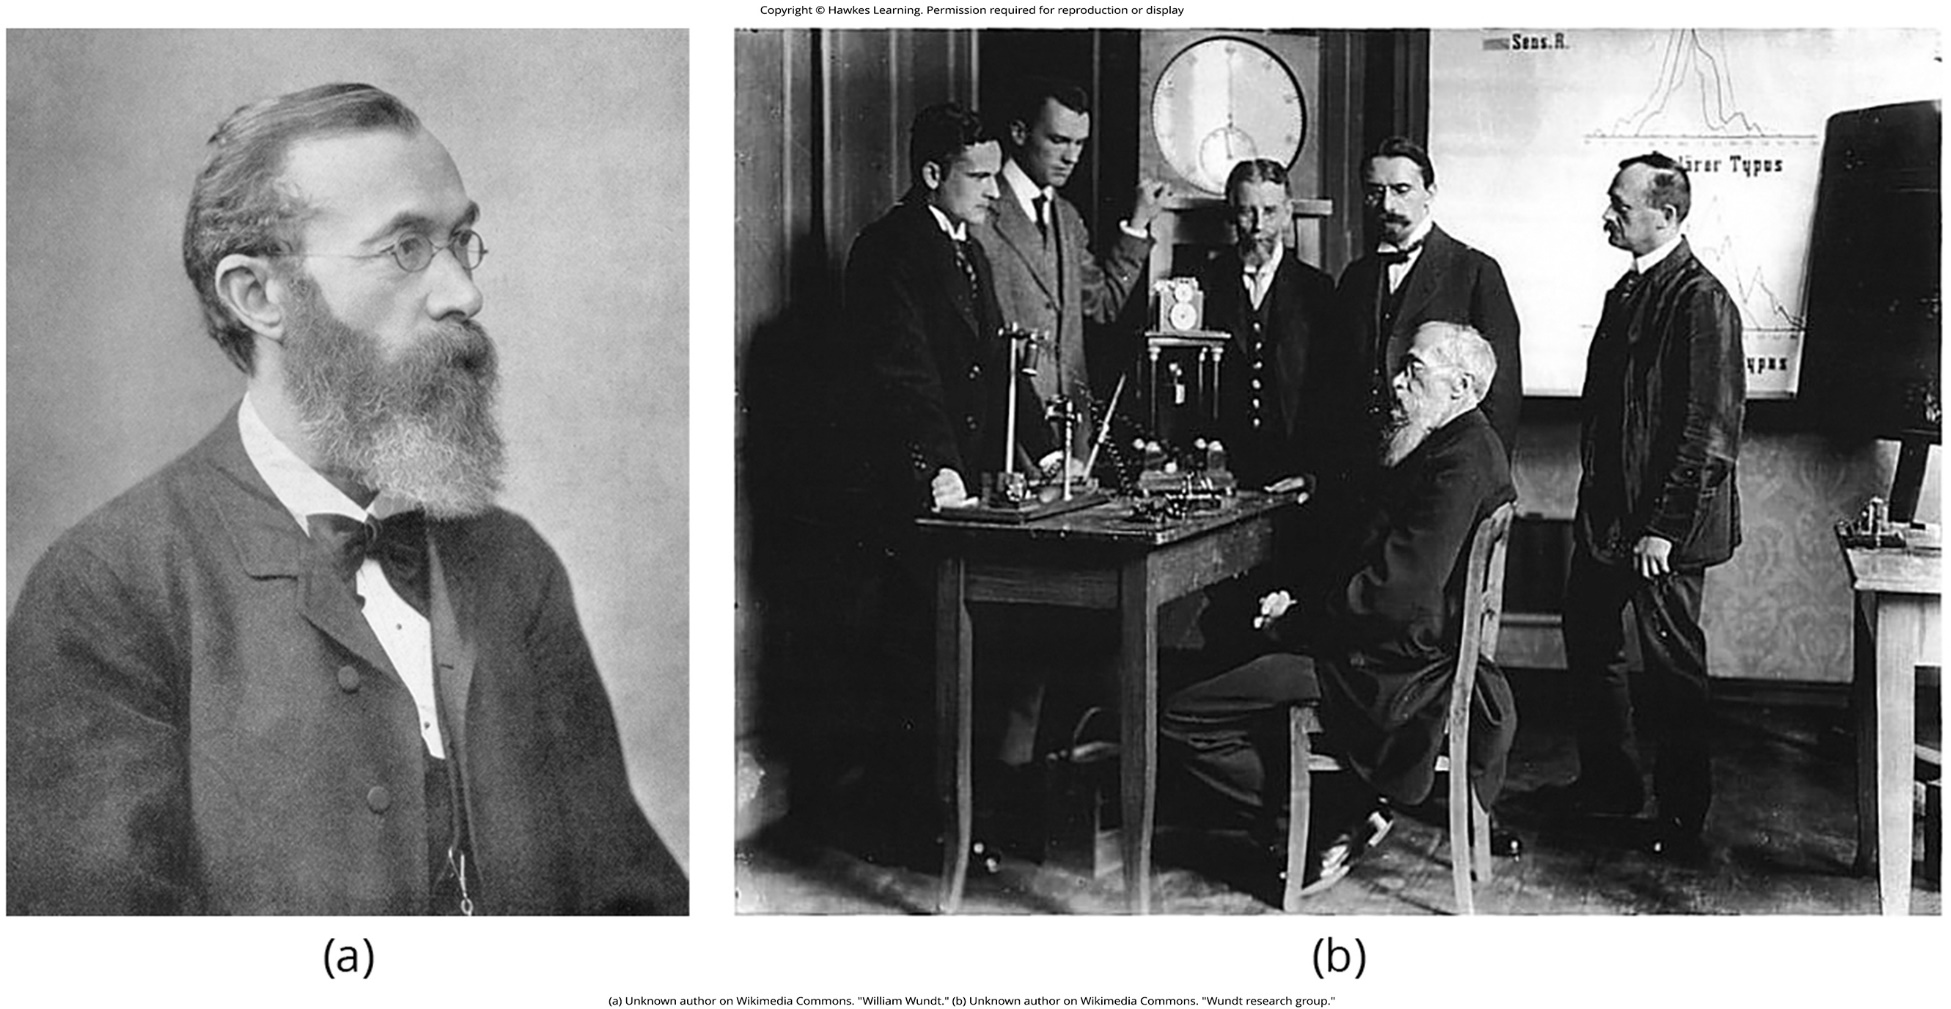 Copyright © Hawkes Learning. Permission required for reproduction or display
Sens.R.
Typus
(a)
(b)
(a) Unknown author on Wikimedia Commons. "William Wundt." (b) Unknown author on Wikimedia Commons. "Wundt research group."